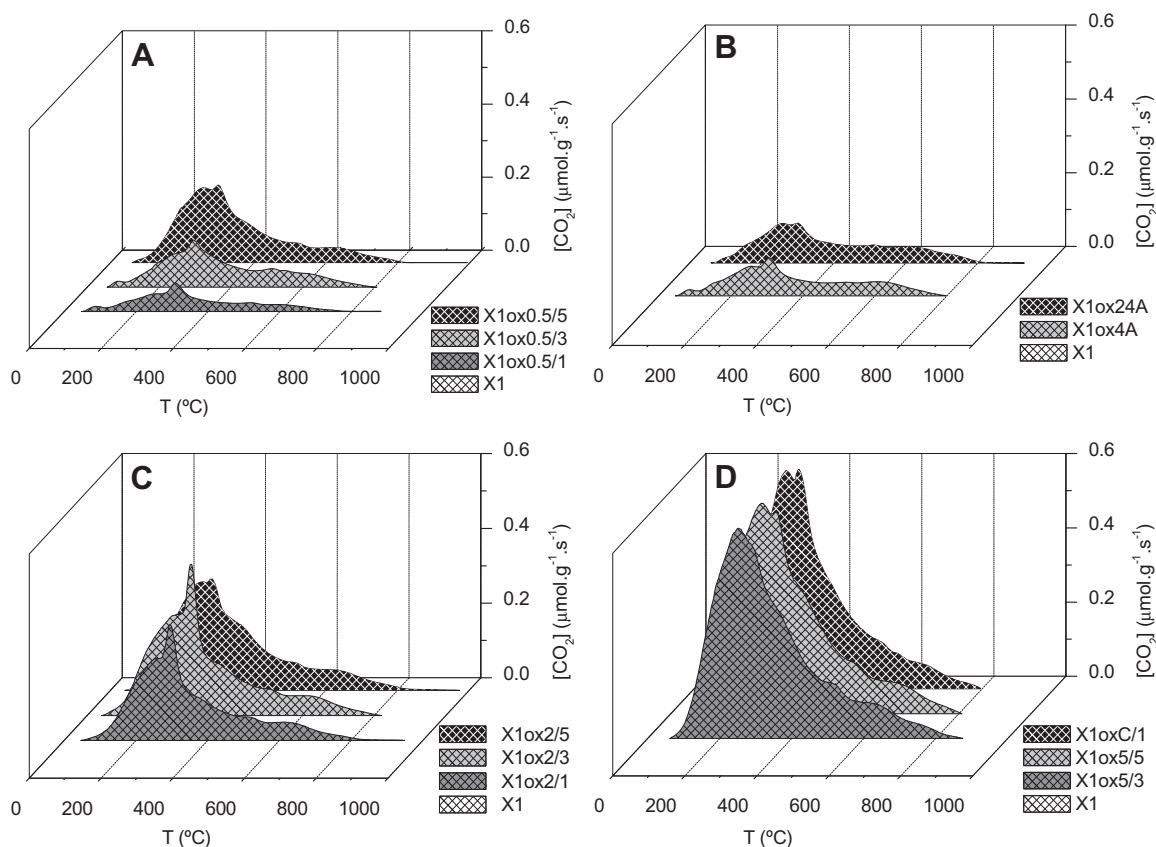 A
0.6
0.4
0.2
0.0
[CO₂] (μmol.g⁻¹.s⁻¹)
X1ox0.5/5
X1ox0.5/3
X1ox0.5/1
X1
0 200 400 600 800 1000
T (ºC)
B
0.6
0.4
0.2
0.0
[CO₂] (μmol.g⁻¹.s⁻¹)
X1ox24A
X1ox4A
X1
0 200 400 600 800 1000
T (ºC)
C
0.6
0.4
0.2
0.0
[CO₂] (μmol.g⁻¹.s⁻¹)
X1ox2/5
X1ox2/3
X1ox2/1
X1
0 200 400 600 800 1000
T (ºC)
D
0.6
0.4
0.2
0.0
[CO₂] (μmol.g⁻¹.s⁻¹)
X1oxC/1
X1ox5/5
X1ox5/3
X1
0 200 400 600 800 1000
T (ºC)